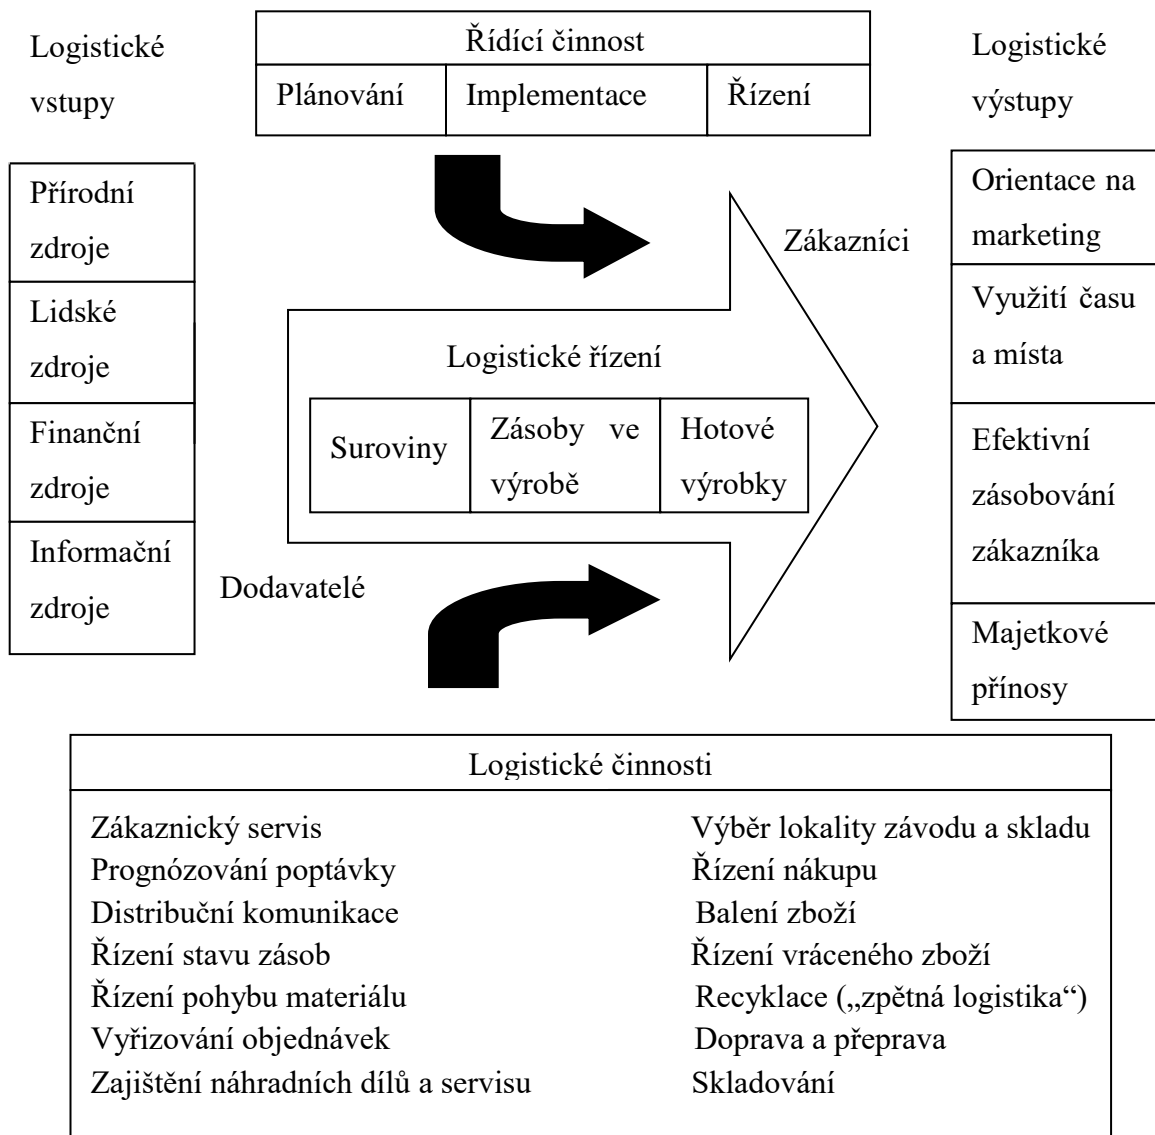 Logistické
vstupy
Řídící činnost
Plánování
Implementace
Řízení
Logistické
výstupy
Přírodní
zdroje
Lidské
zdroje
Finanční
zdroje
Informační
zdroje
Dodavatelé
Logistické řízení
Suroviny
Zásoby ve
výrobě
Hotové
výrobky
Zákazníci
Orientace na
marketing
Využití času
a místa
Efektivní
zásobování
zákazníka
Majetkové
přínosy
Logistické činnosti
Zákaznický servis
Prognózování poptávky
Distribuční komunikace
Řízení stavu zásob
Řízení pohybu materiálu
Vyřizování objednávek
Zajištění náhradních dílů a servisu
Výběr lokality závodu a skladu
Řízení nákupu
Balení zboží
Řízení vráceného zboží
Recyklace („zpětná logistika“)
Doprava a přeprava
Skladování